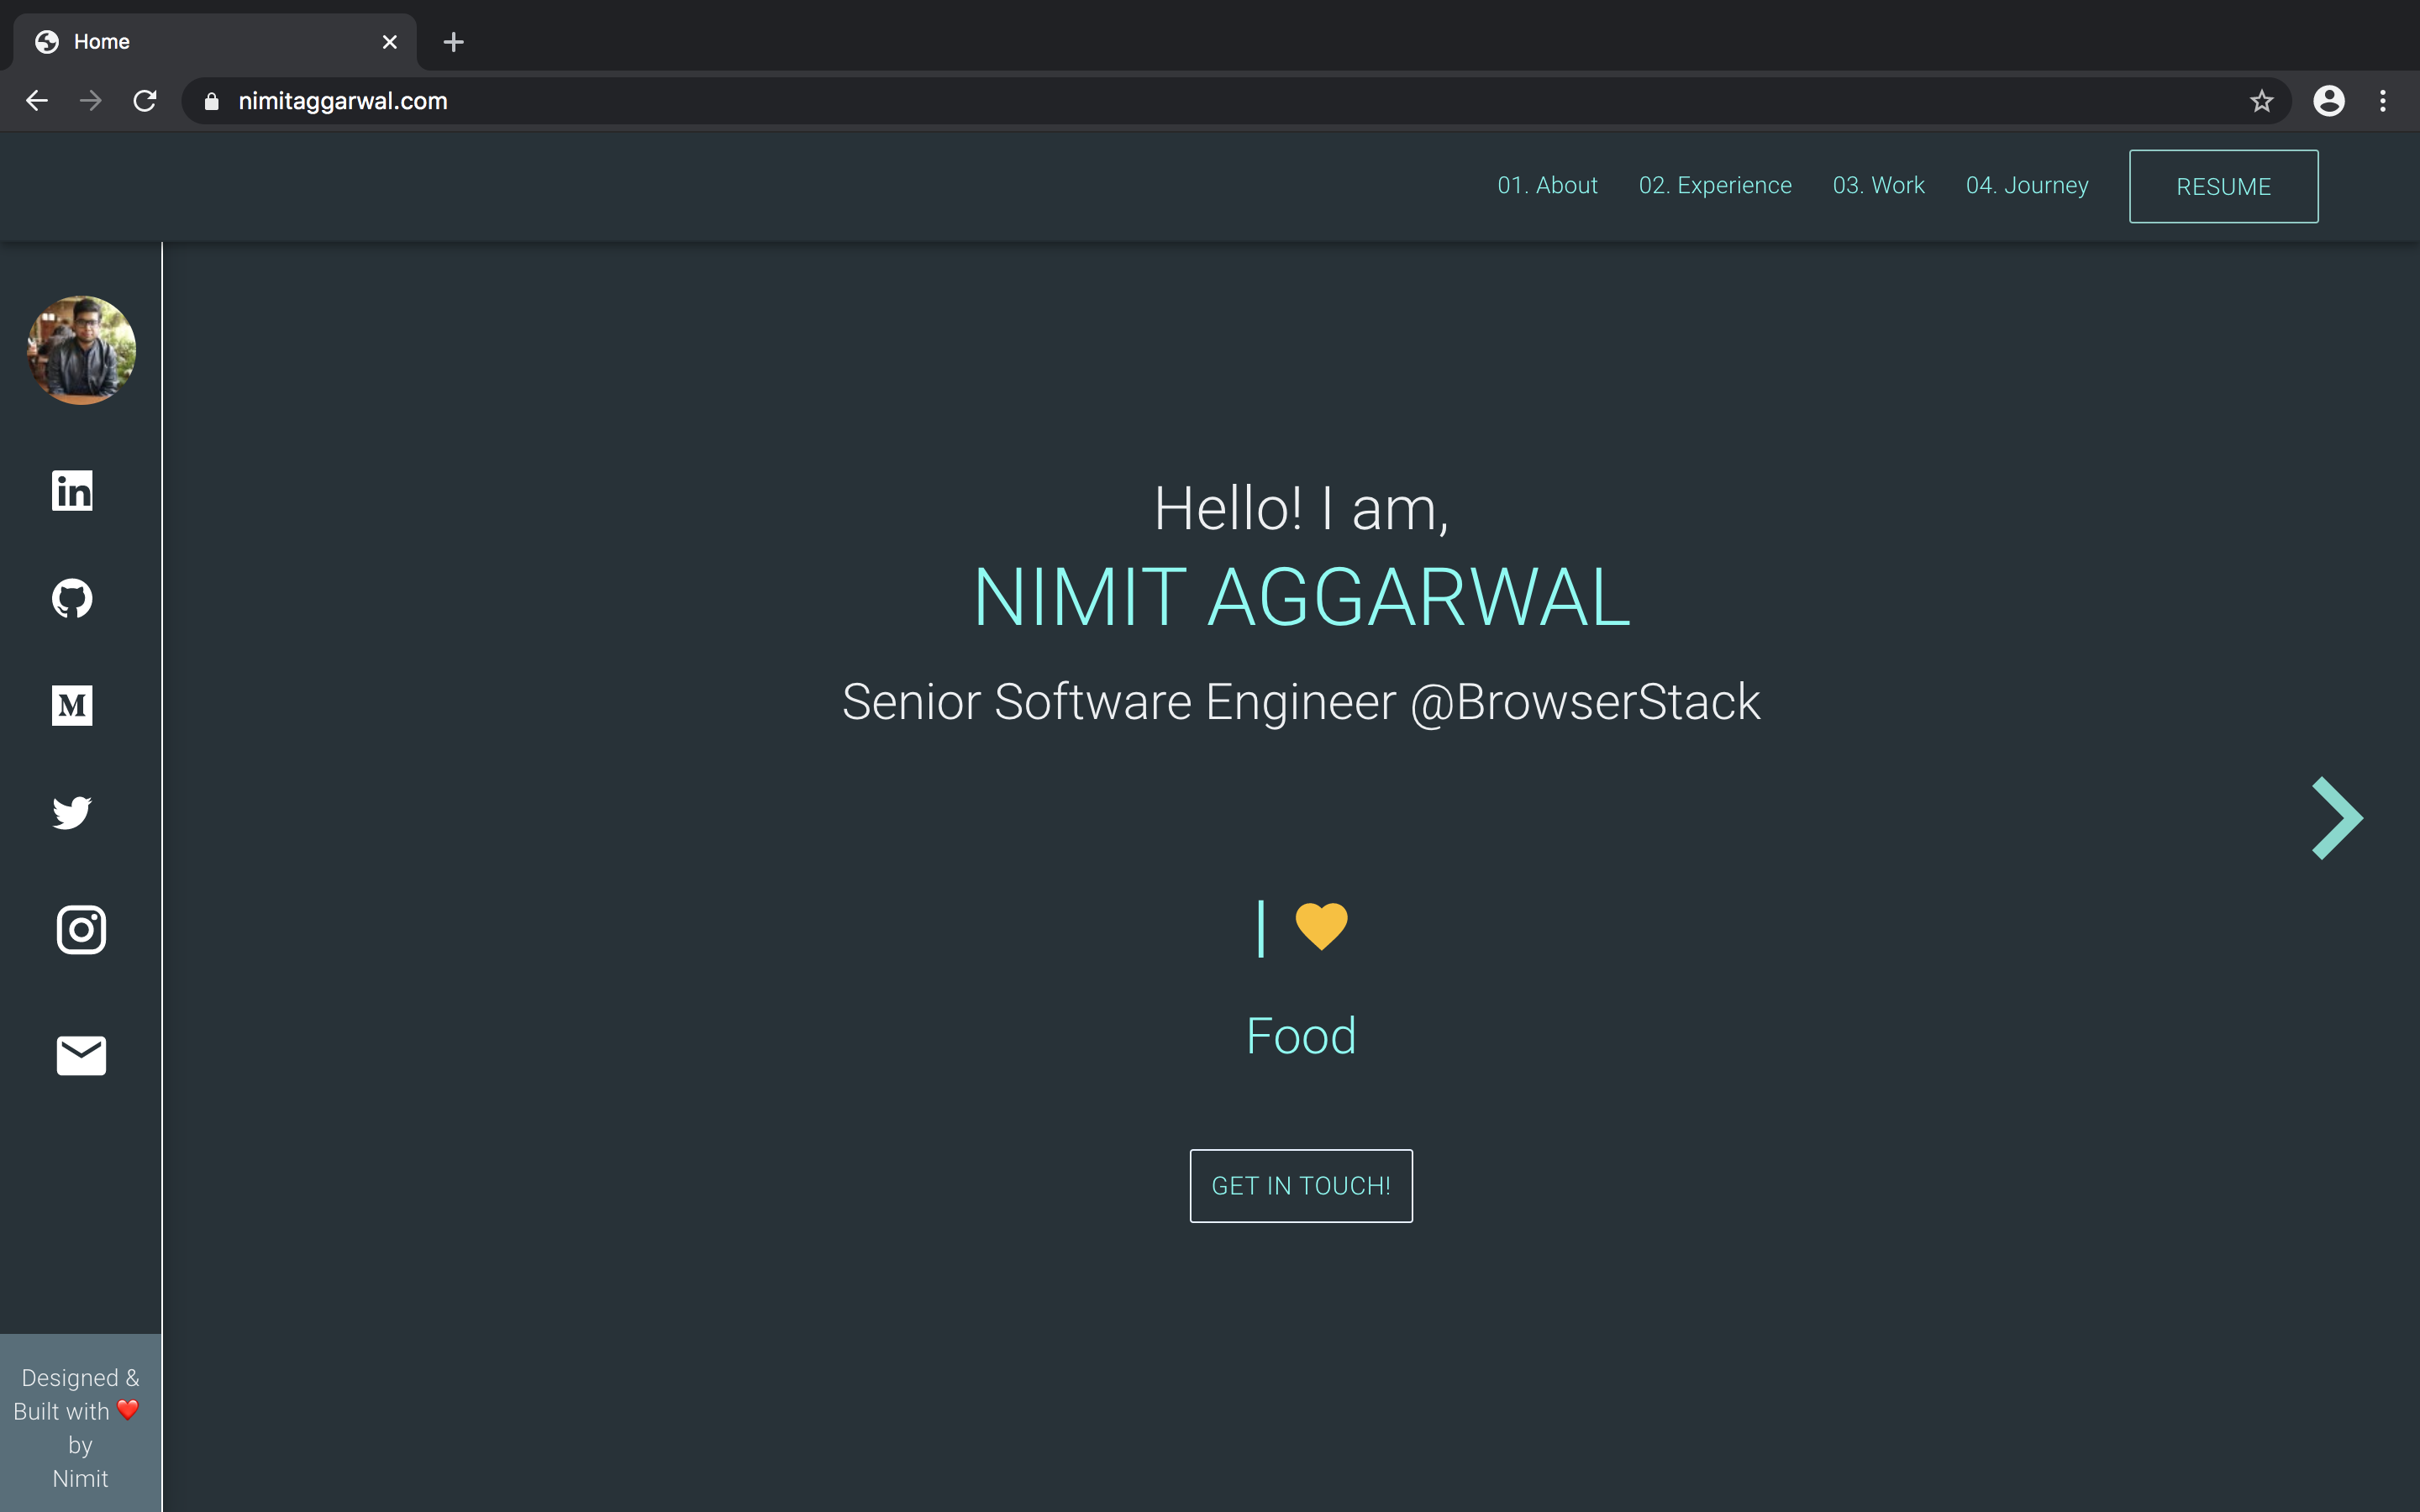 Home
nimitaggarwal.com
01. About 02. Experience 03. Work 04. Journey RESUME
in
M
Hello! I am,
NIMIT AGGARWAL
Senior Software Engineer @BrowserStack
I 💛
Food
GET IN TOUCH!
Designed &
Built with ❤️
by
Nimit